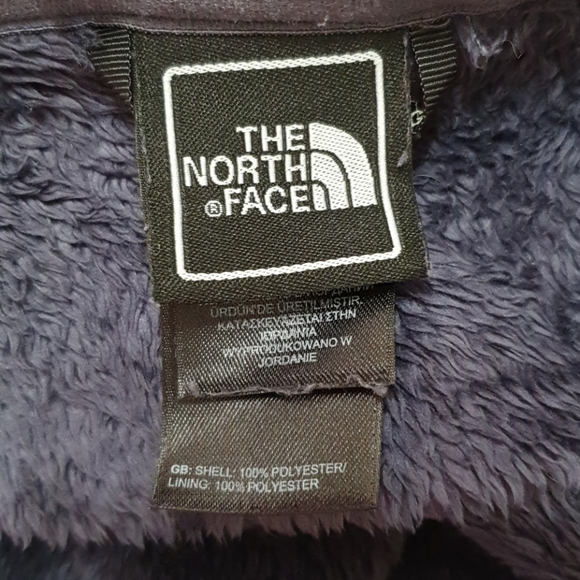 THE
NORTH
® FACE
ÜRDÜN'DE ÜRETİLMİŞTİR.
ΚΑΤΑΣΚΕΥΑΖΕΤΑΙ ΣΤΗΝ
ΙΟΡΔΑΝΙΑ
WYPRODUKOWANO W
JORDANIE
GB: SHELL: 100% POLYESTER/
LINING: 100% POLYESTER